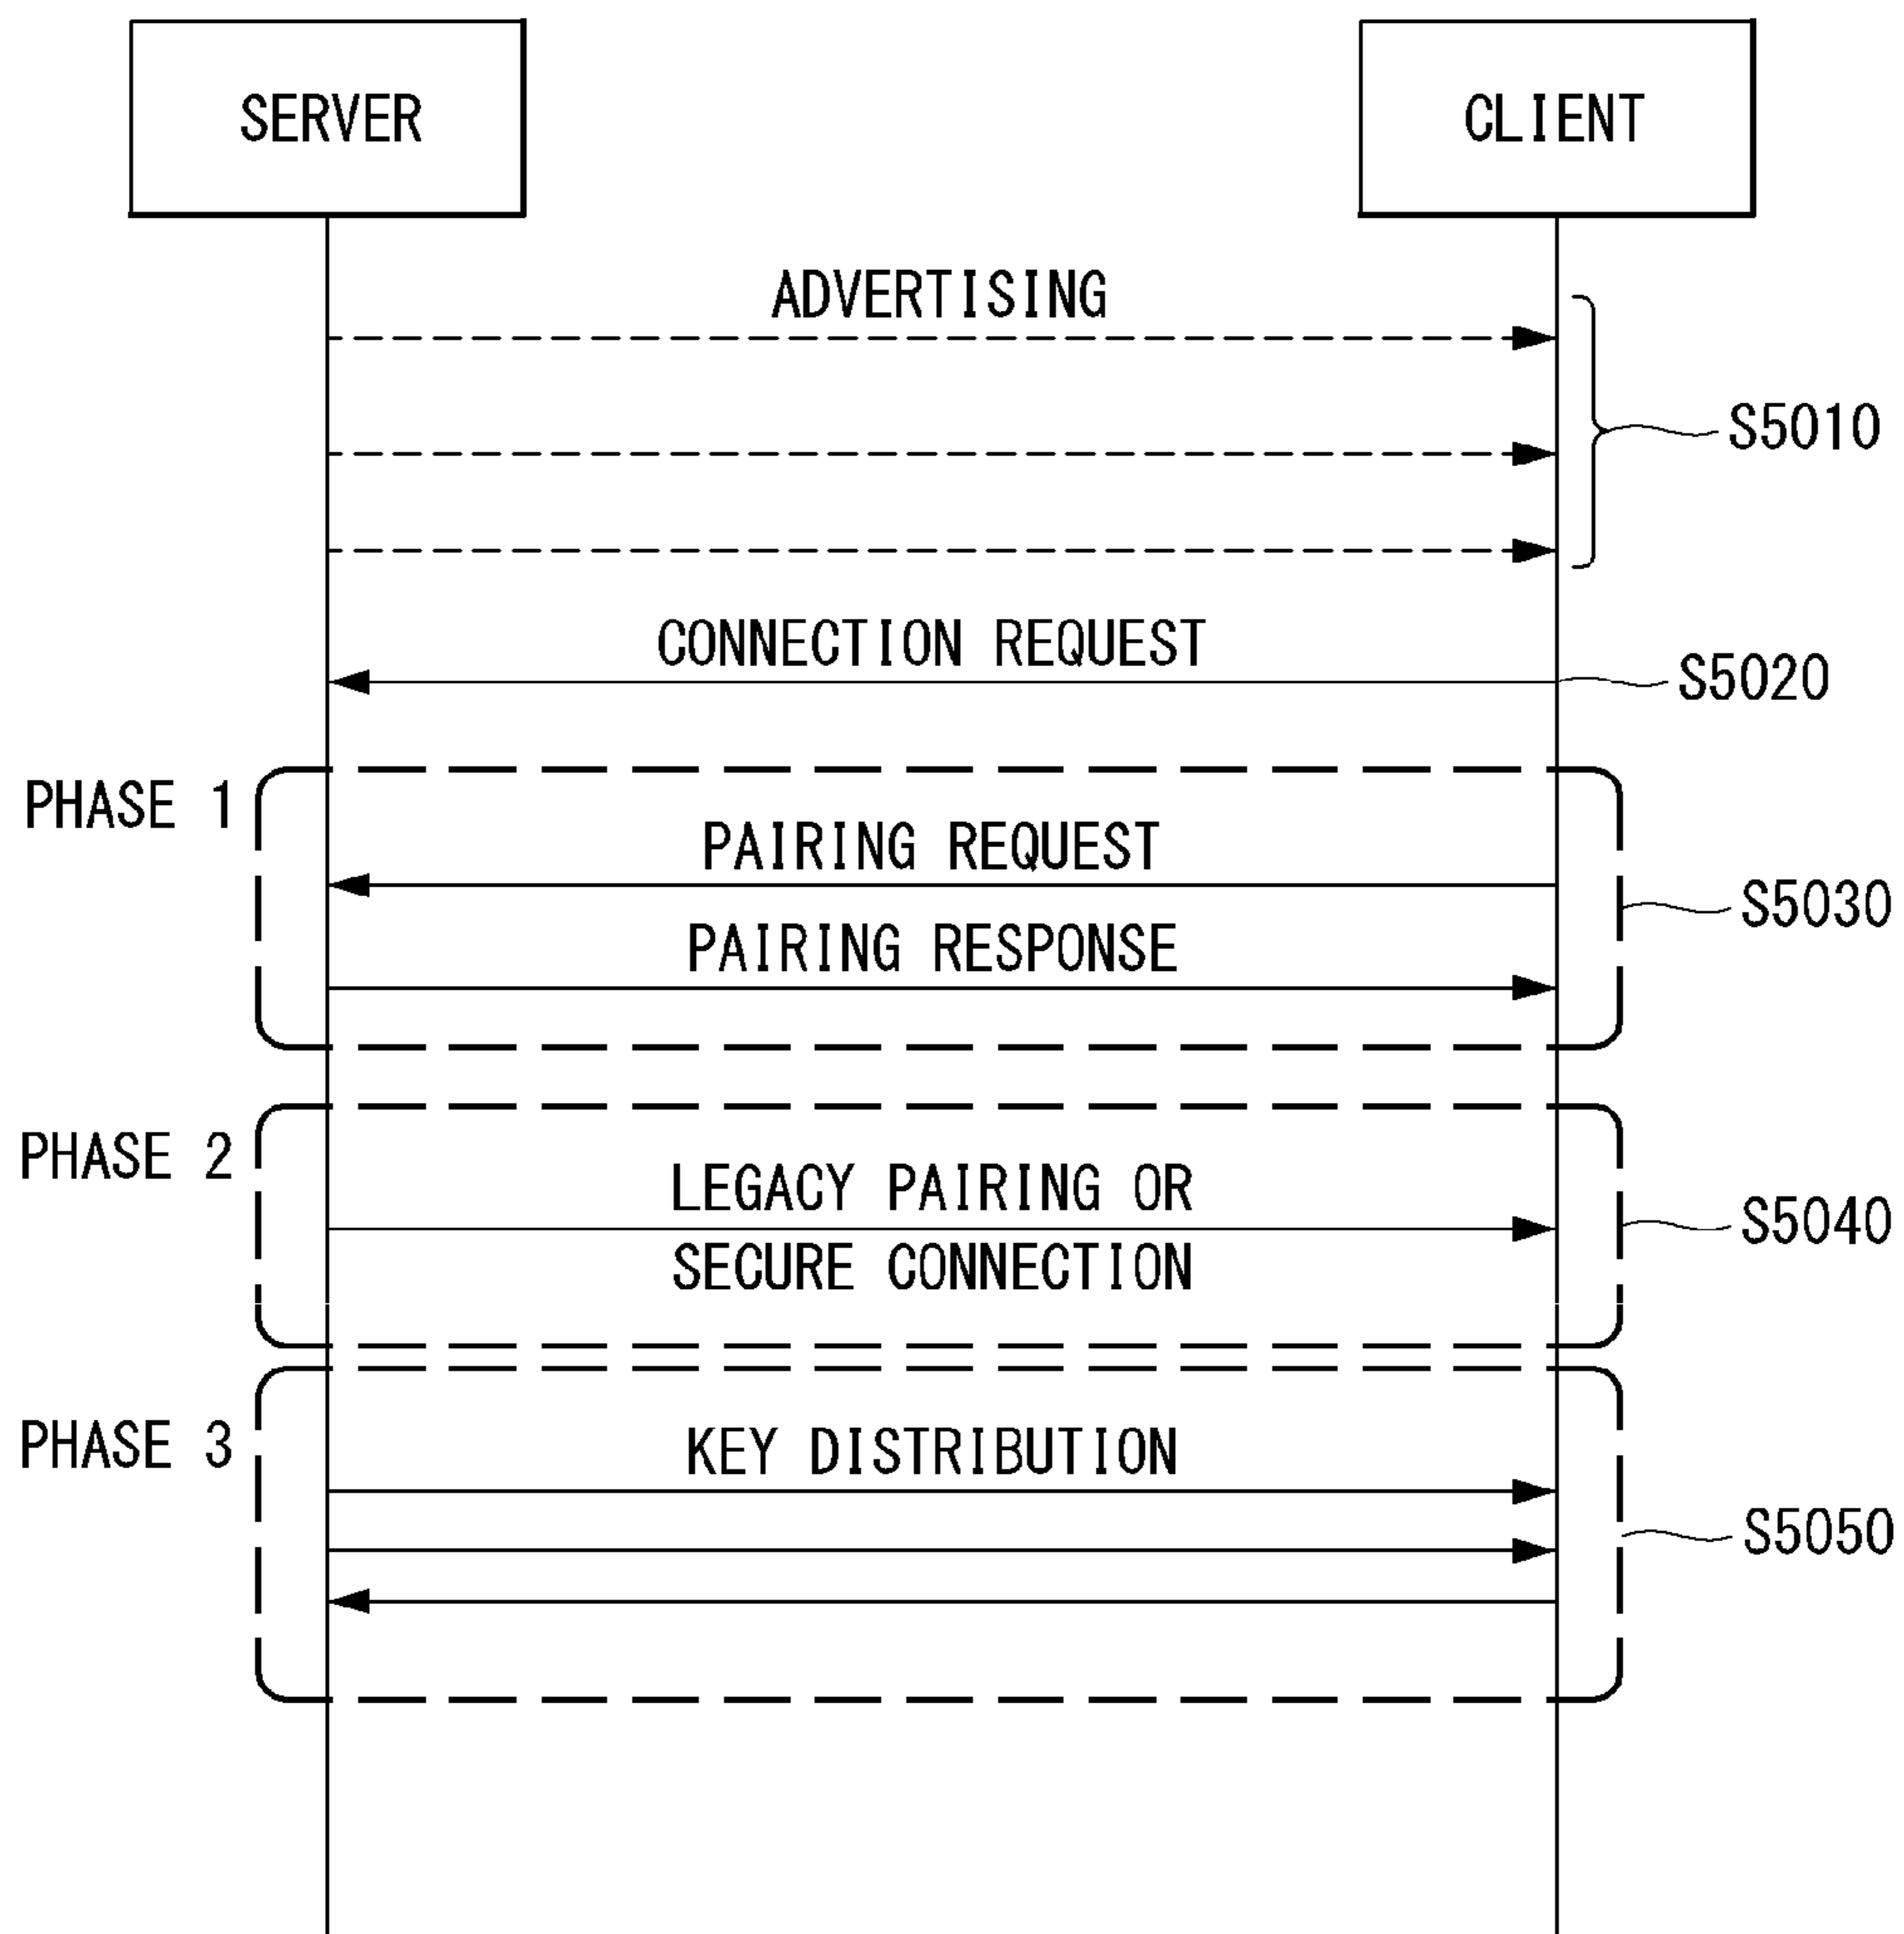 SERVER
CLIENT
ADVERTISING
S5010
CONNECTION REQUEST
S5020
PHASE 1
PAIRING REQUEST
S5030
PAIRING RESPONSE
PHASE 2
LEGACY PAIRING OR
S5040
SECURE CONNECTION
PHASE 3
KEY DISTRIBUTION
S5050